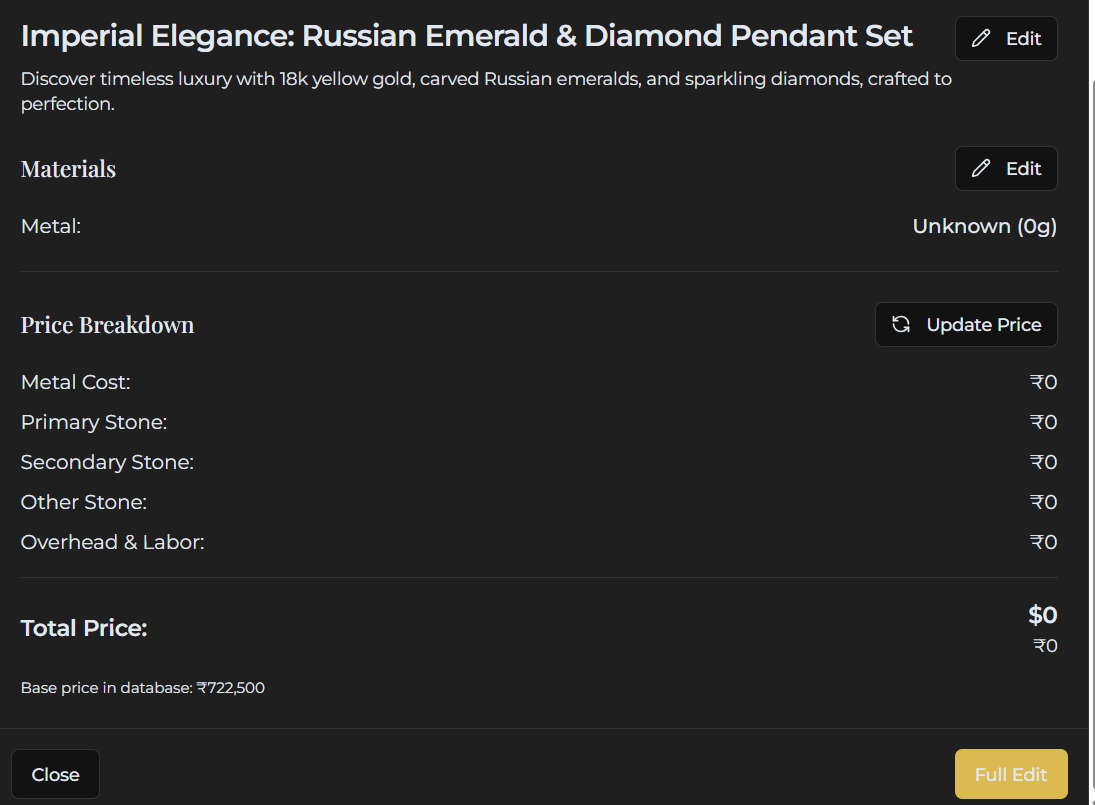 Imperial Elegance: Russian Emerald & Diamond Pendant Set
Edit
Discover timeless luxury with 18k yellow gold, carved Russian emeralds, and sparkling diamonds, crafted to
perfection.
Materials
Edit
Metal: Unknown (0g)
Price Breakdown
Update Price
Metal Cost: ₹0
Primary Stone: ₹0
Secondary Stone: ₹0
Other Stone: ₹0
Overhead & Labor: ₹0
Total Price: $0
₹0
Base price in database: ₹722,500
Close
Full Edit